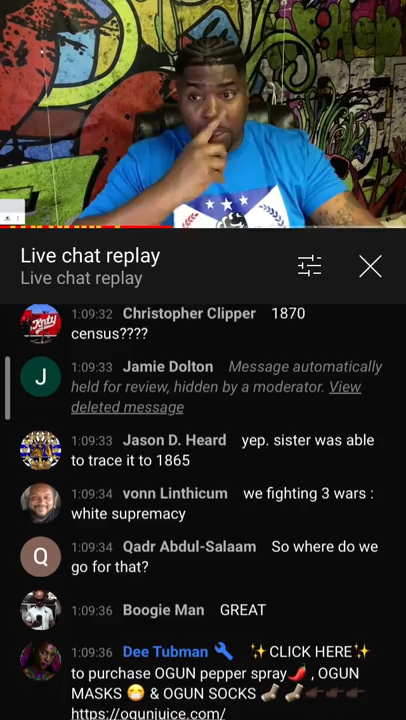 Live chat replay
Live chat replay
1:09:32 Christopher Clipper 1870
census????
J 1:09:33 Jamie Dolton Message automatically
held for review, hidden by a moderator. View
deleted message
1:09:33 Jason D. Heard yep. sister was able
to trace it to 1865
1:09:34 vonn Linthicum we fighting 3 wars :
white supremacy
Q 1:09:34 Qadr Abdul-Salaam So where do we
go for that?
1:09:36 Boogie Man GREAT
1:09:36 Dee Tubman 🔧 ✨CLICK HERE✨
to purchase OGUN pepper spray🌶️ , OGUN
MASKS 😁 & OGUN SOCKS 🧦 🧦👉🏿👉🏿👉🏿
https://ogunjuice.com/